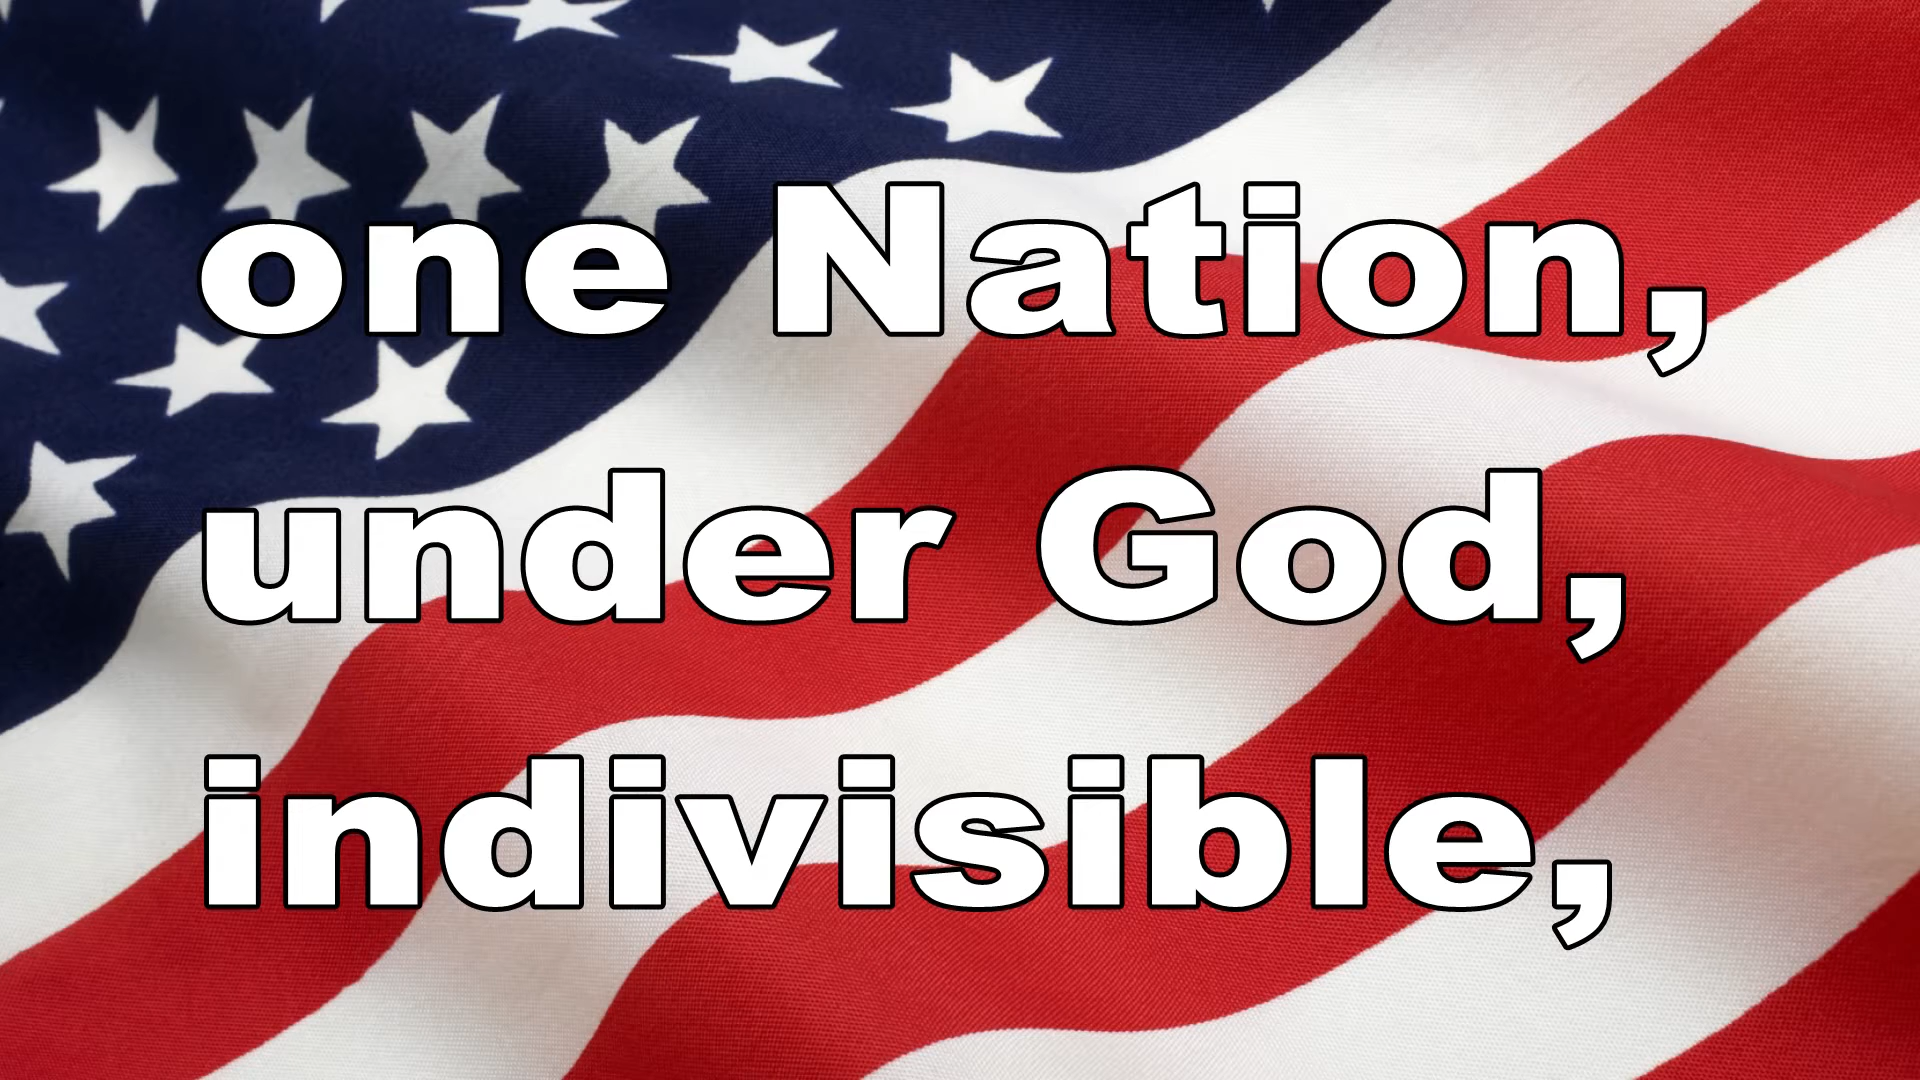 one Nation,
under God,
indivisible,